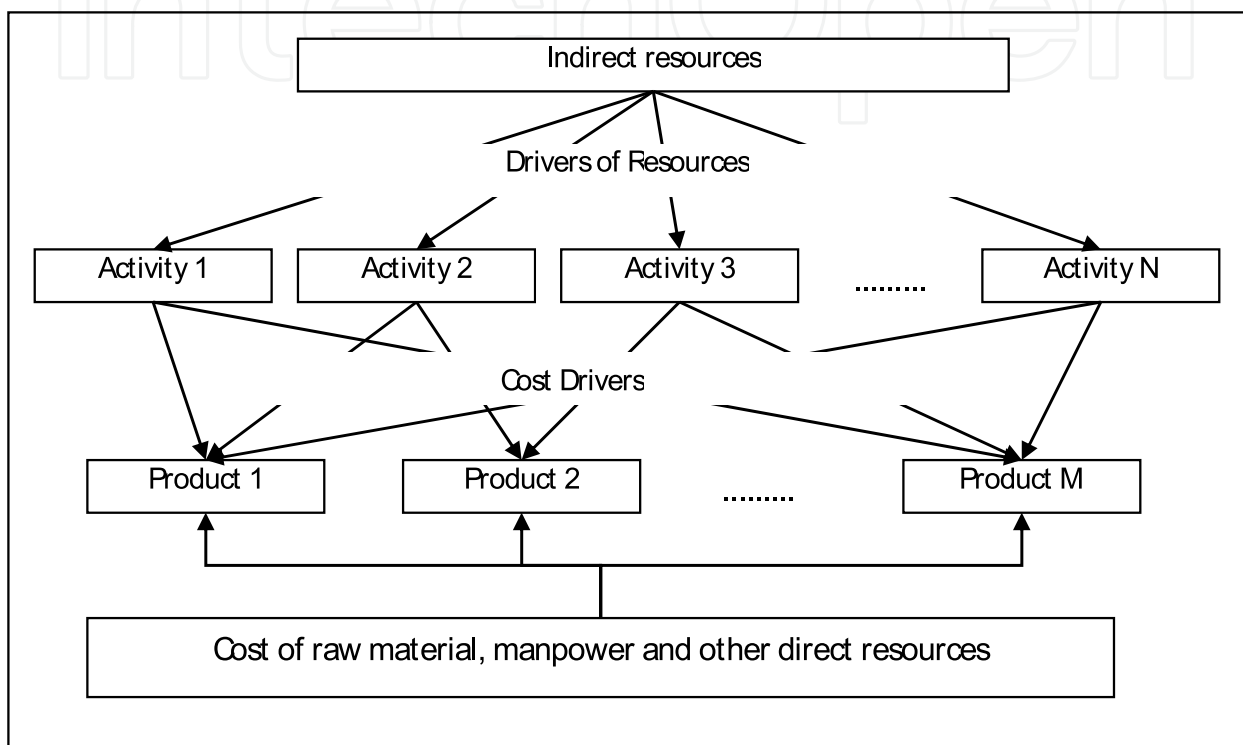 IntechOpen
Indirect resources
Drivers of Resources
Activity 1
Activity 2
Activity 3
.........
Activity N
Cost Drivers
Product 1
Product 2
.........
Product M
Cost of raw material, manpower and other direct resources